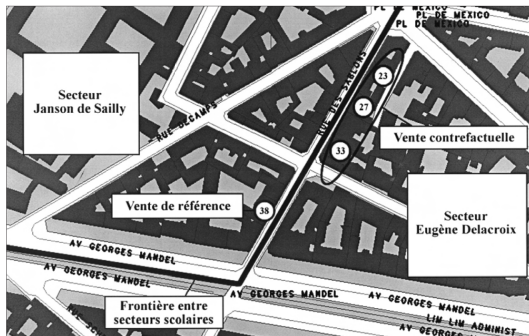 PL DE MEXICO
PL DE MEXICO
PL DE MEXICO
Secteur
Janson de Sailly
RUE DECAMPS
RUE DES SABLONS
23
27
33
Vente contrefactuelle
Vente de référence
38
Secteur
Eugène Delacroix
AV GEORGES MANDEL
AV GEORGES MANDEL
AV GEORGES MANDEL
AV GEORGES MANDEL
Frontière entre
secteurs scolaires
LIM LIM ADMINIST
AV GEORGES